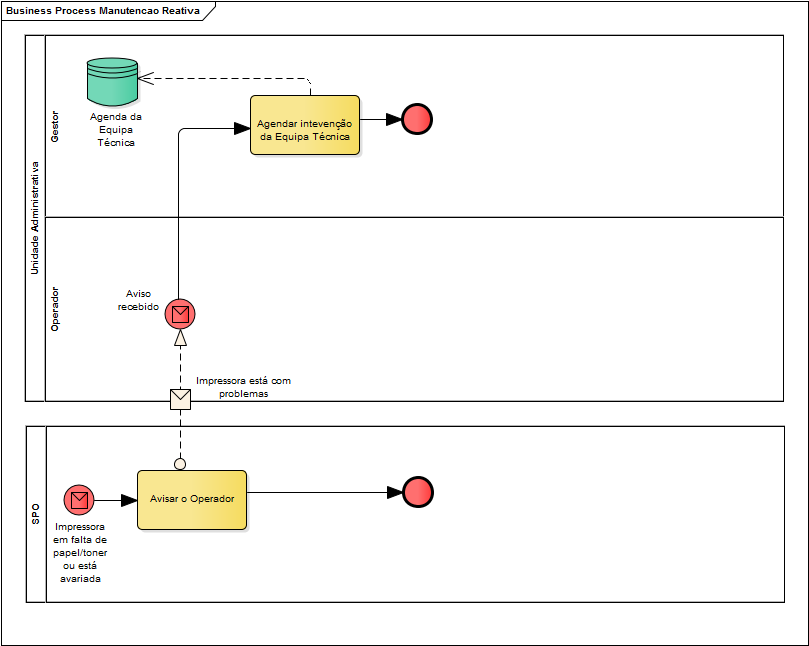 Business Process Manutencao Reativa
Unidade Administrativa
Gestor
Agenda da
Equipa
Técnica
Agendar intevenção
da Equipa Técnica
Operador
Aviso
recebido
Impressora está com
problemas
SPO
Avisar o Operador
Impressora
em falta de
papel/toner
ou está
avariada